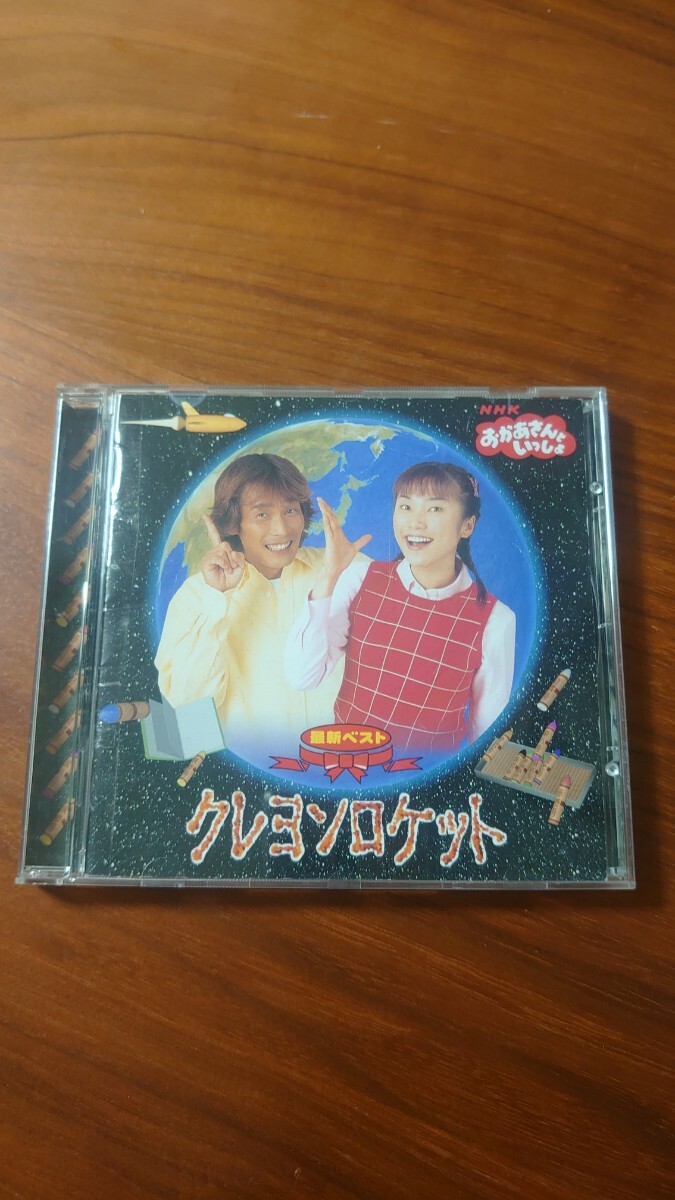 NHK
おかあさんと
いっしょ
最新ベスト
クレヨンロケット